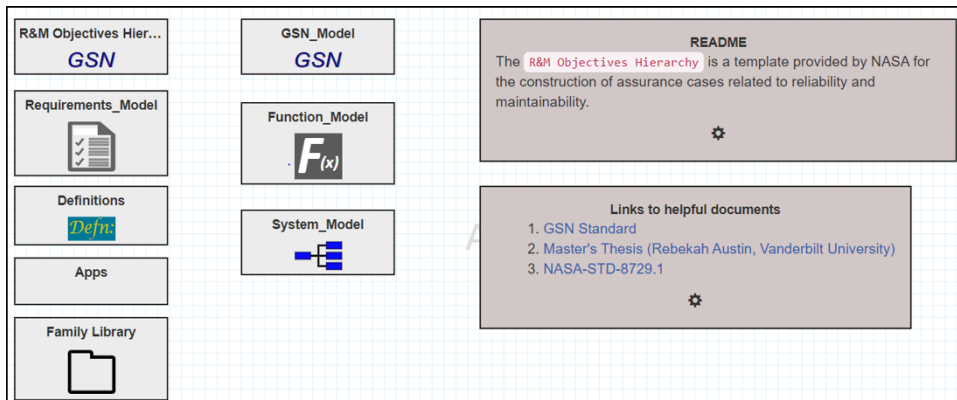 R&M Objectives Hier...
GSN
Requirements_Model
Definitions
Defn:
Apps
Family Library
GSN_Model
GSN
Function_Model
F(x)
System_Model
A
README
The R&M Objectives Hierarchy is a template provided by NASA for
the construction of assurance cases related to reliability and
maintainability.
Links to helpful documents
1. GSN Standard
2. Master's Thesis (Rebekah Austin, Vanderbilt University)
3. NASA-STD-8729.1